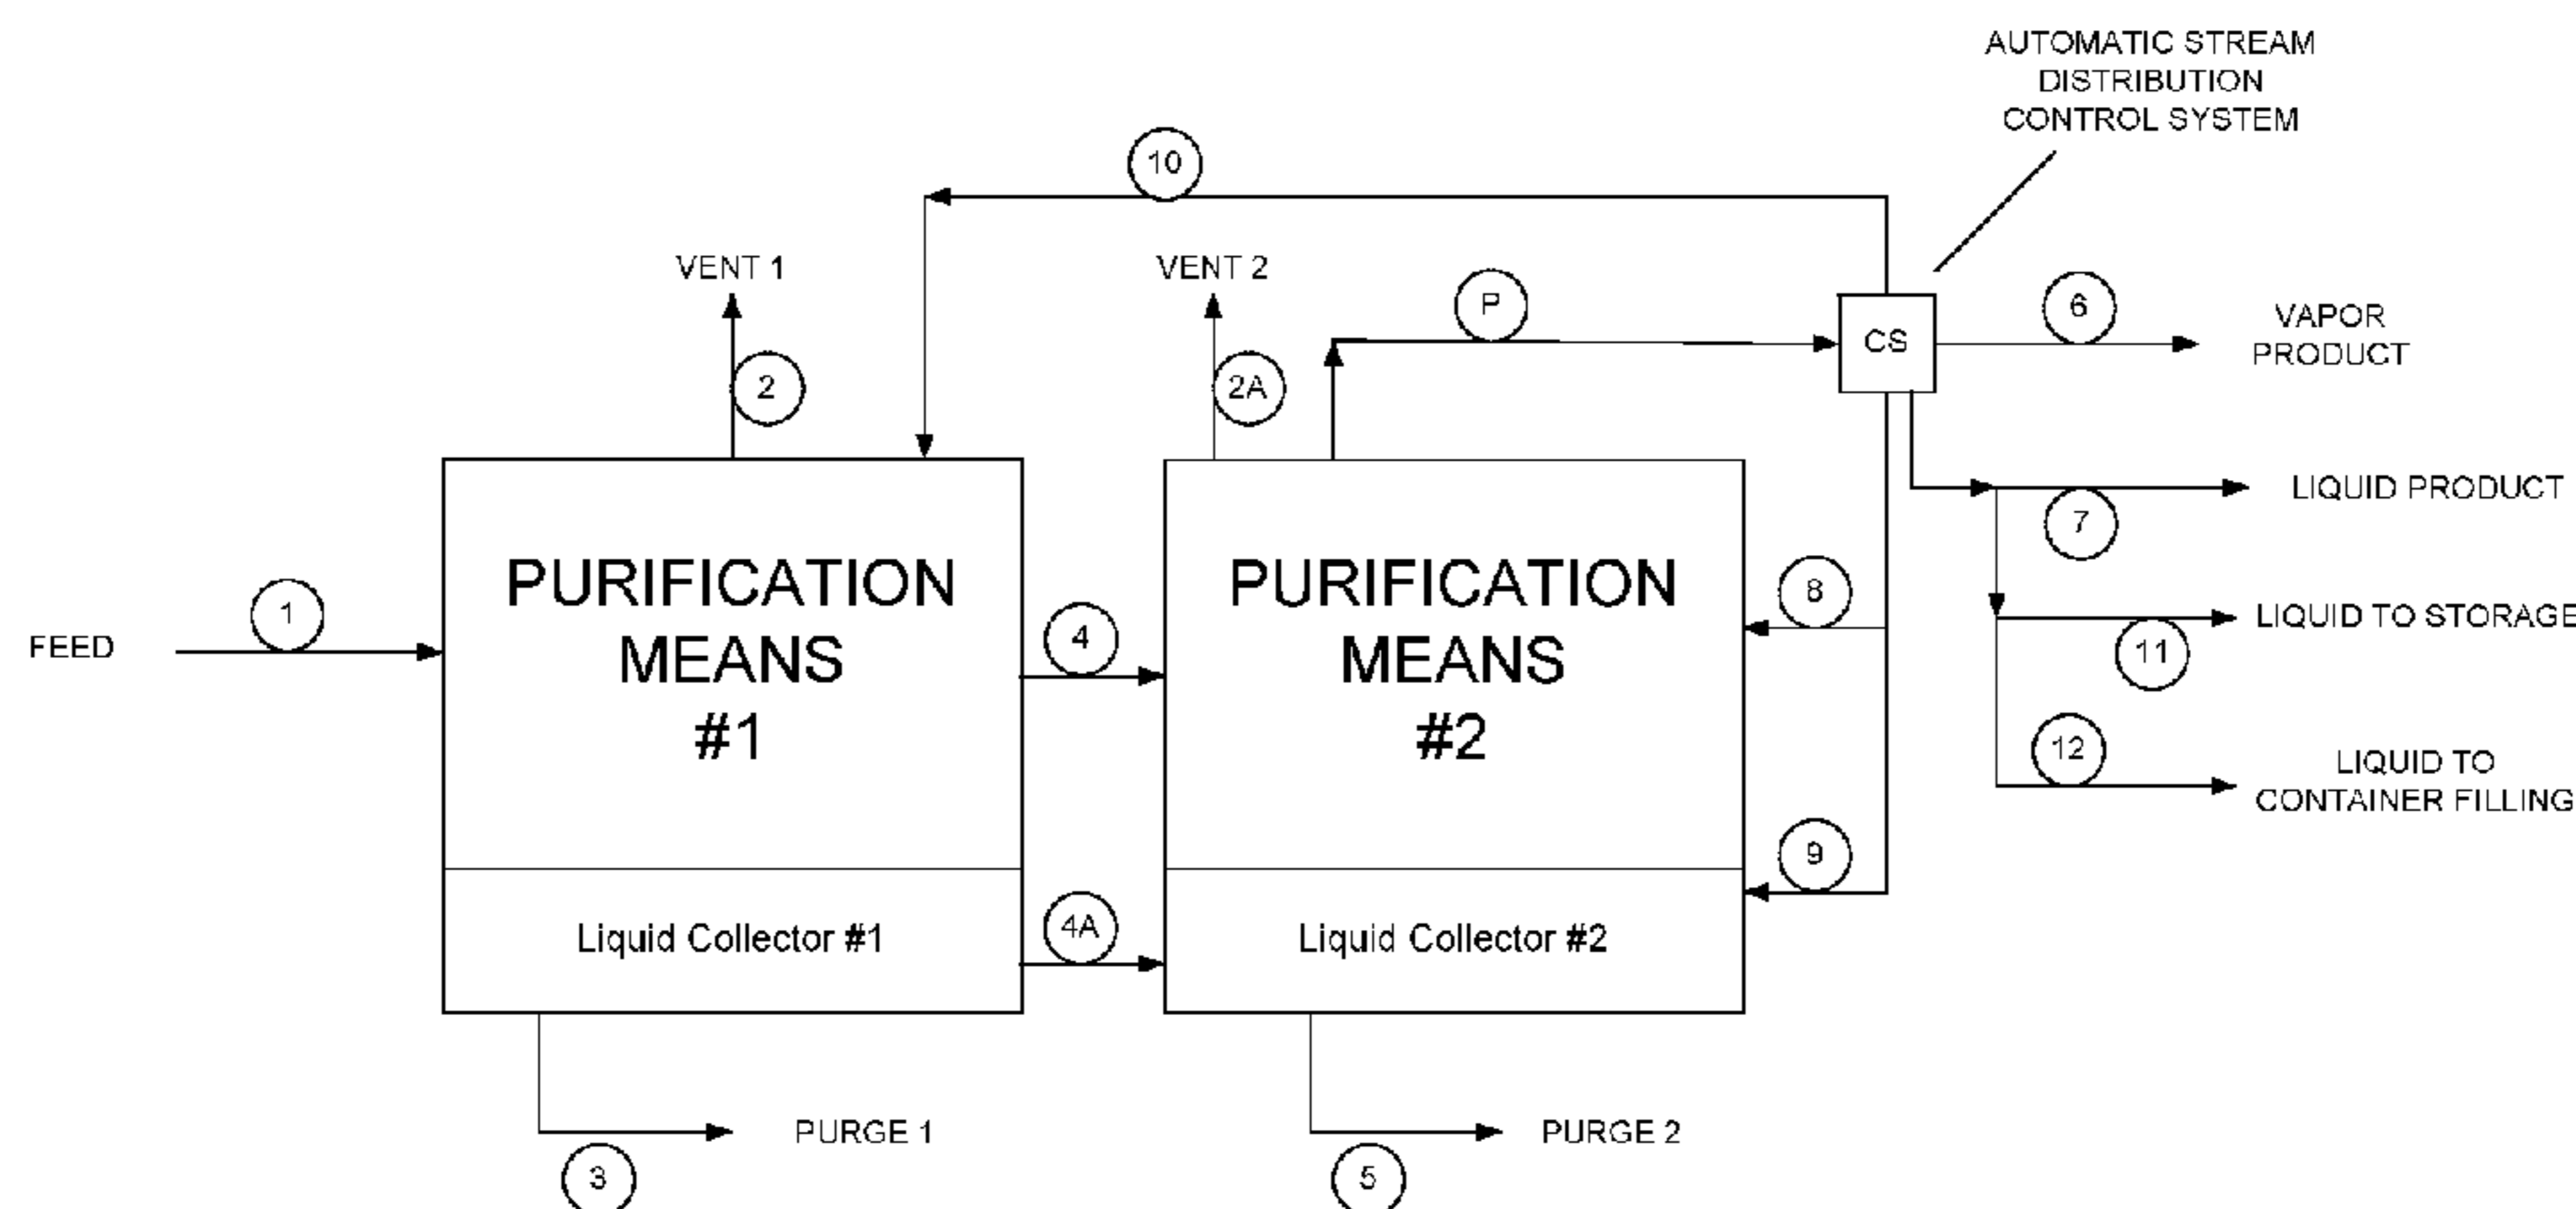 AUTOMATIC STREAM
DISTRIBUTION
CONTROL SYSTEM
10
VENT 1
VENT 2
P
6
VAPOR
PRODUCT
CS
2
2A
LIQUID PRODUCT
7
FEED
1
PURIFICATION
MEANS
#1
4
PURIFICATION
MEANS
#2
8
LIQUID TO STORAGE
11
12
LIQUID TO
CONTAINER FILLING
9
Liquid Collector #1
4A
Liquid Collector #2
PURGE 1
3
PURGE 2
5